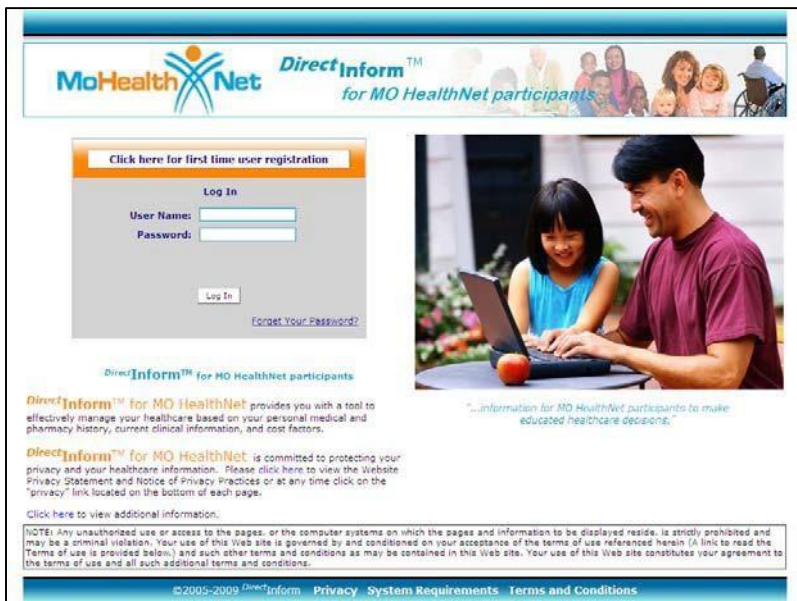 MoHealthNet
DirectInform™
for MO HealthNet participants
Click here for first time user registration
Log In
User Name:
Password:
Log In
Forget Your Password?
DirectInform™ for MO HealthNet participants
DirectInform™ for MO HealthNet provides you with a tool to
effectively manage your healthcare based on your personal medical and
pharmacy history, current clinical information, and cost factors.
DirectInform™ for MO HealthNet is committed to protecting your
privacy and your healthcare information. Please click here to view the Website
Privacy Statement and Notice of Privacy Practices or at any time click on the
"privacy" link located on the bottom of each page.
Click here to view additional information.
"...information for MO HealthNet participants to make
educated healthcare decisions."
NOTE: Any unauthorized use or access to the pages, or the computer systems on which the pages and information to be displayed reside, is strictly prohibited and
may be a criminal violation. Your use of this Web site is governed by and conditioned on your acceptance of the terms of use referenced herein (A link to read the
Terms of use is provided below.) and such other terms and conditions as may be contained in this Web site. Your use of this Web site constitutes your agreement to
the terms of use and all such additional terms and conditions.
©2005-2009 DirectInform Privacy System Requirements Terms and Conditions